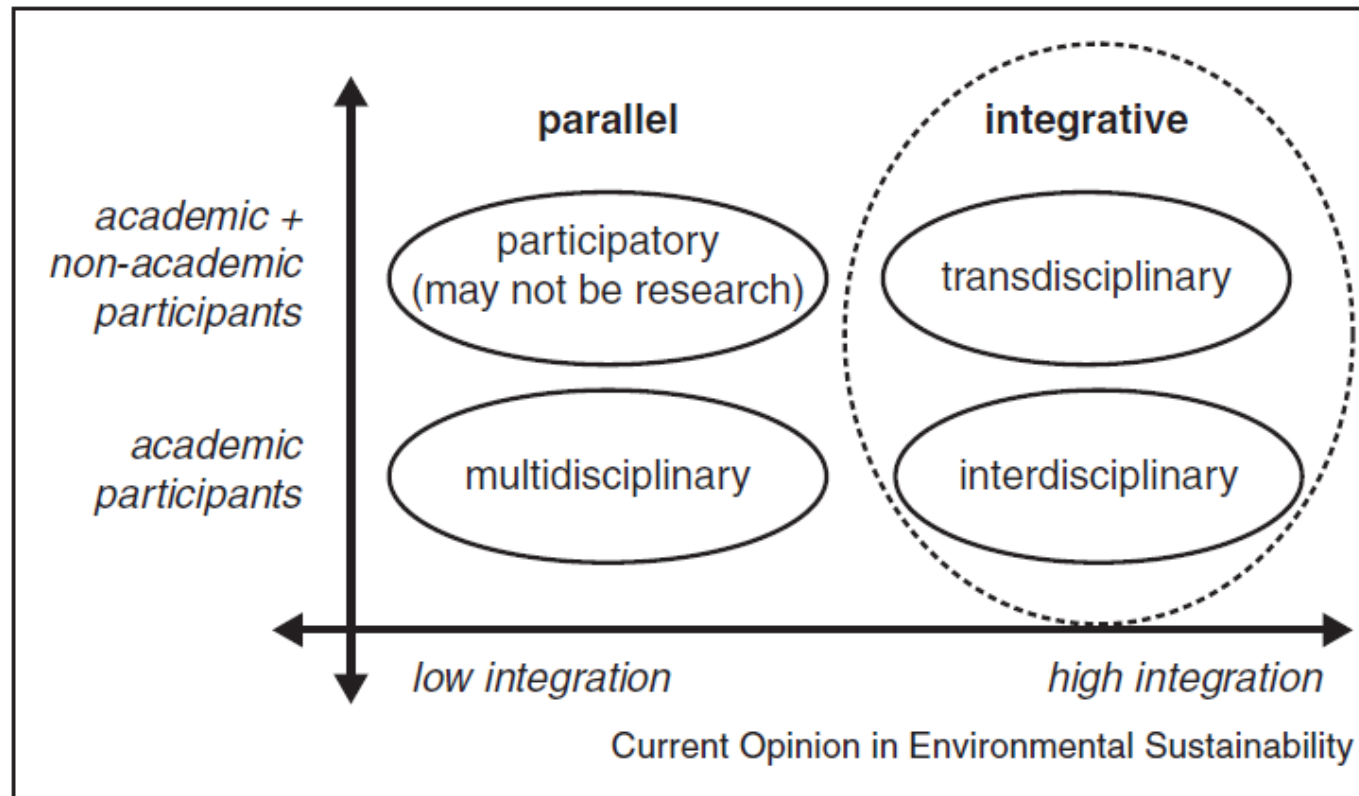 parallel
integrative
academic +
non-academic
participants
participatory
(may not be research)
transdisciplinary
academic
participants
multidisciplinary
interdisciplinary
low integration
high integration
Current Opinion in Environmental Sustainability